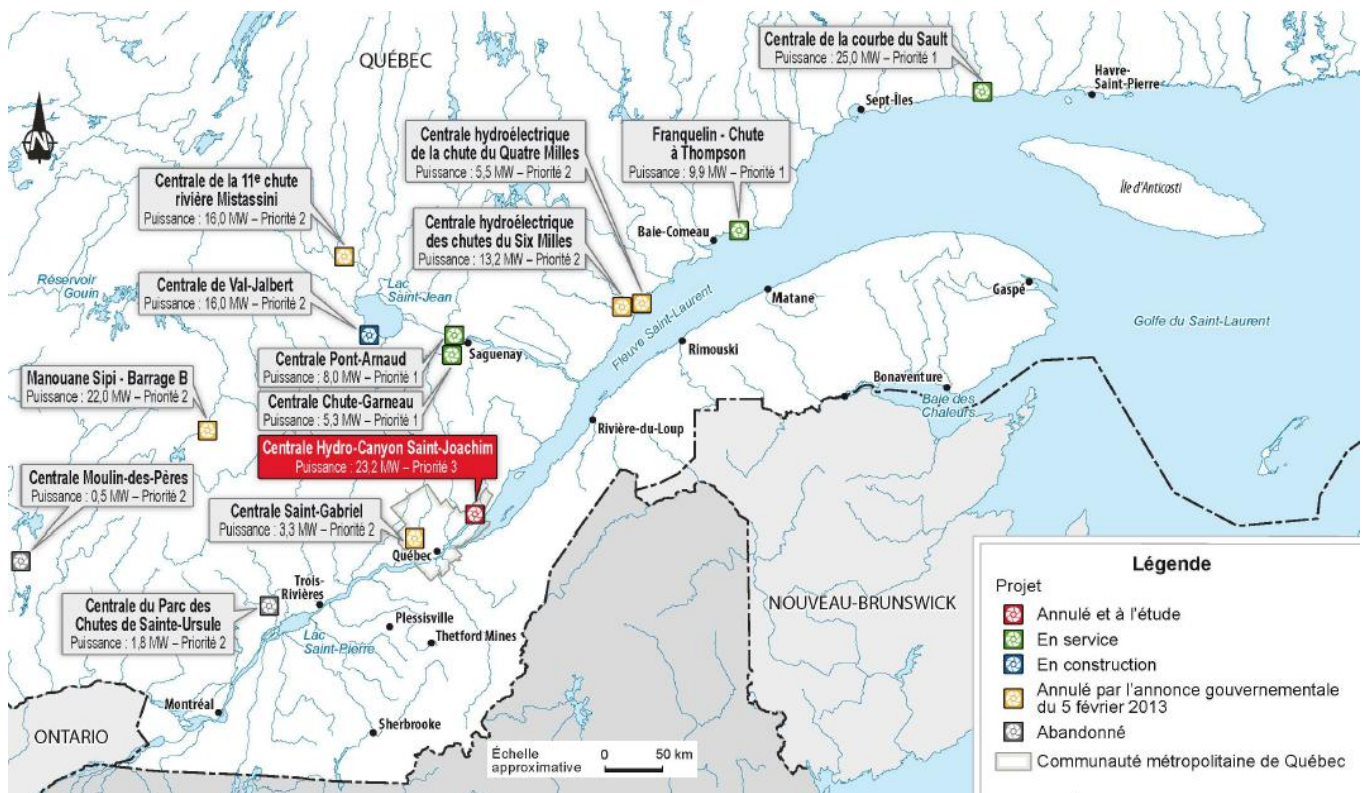 QUÉBEC
Centrale de la courbe du Sault
Puissance : 25,0 MW – Priorité 1
Havre-
Saint-Pierre
Sept-Îles
N
Centrale hydroélectrique
de la chute du Quatre Milles
Puissance : 5,5 MW – Priorité 2
Franquelin - Chute
à Thompson
Puissance : 9,9 MW – Priorité 1
Centrale de la 11e chute
rivière Mistassini
Puissance : 16,0 MW – Priorité 2
Île d'Anticosti
Centrale hydroélectrique
des chutes du Six Milles
Puissance : 13,2 MW – Priorité 2
Baie-Comeau
Réservoir
Gouin
Centrale de Val-Jalbert
Puissance : 16,0 MW – Priorité 2
Lac
Saint-Jean
Fleuve Saint-Laurent
Matane
Gaspé
Golfe du Saint-Laurent
Centrale Pont-Arnaud
Puissance : 8,0 MW – Priorité 1
Saguenay
Rimouski
Manouane Sipi - Barrage B
Puissance : 22,0 MW – Priorité 2
Centrale Chute-Garneau
Puissance : 5,3 MW – Priorité 1
Bonaventure
Baie des
Chaleurs
Rivière-du-Loup
Centrale Hydro-Canyon Saint-Joachim
Puissance : 23,2 MW – Priorité 3
Centrale Moulin-des-Pères
Puissance : 0,5 MW – Priorité 2
Centrale Saint-Gabriel
Puissance : 3,3 MW – Priorité 2
Québec
Trois-
Rivières
Centrale du Parc des
Chutes de Sainte-Ursule
Puissance : 1,8 MW – Priorité 2
Lac
Saint-Pierre
Plessisville
Thetford Mines
NOUVEAU-BRUNSWICK
Montréal
Sherbrooke
ONTARIO
Échelle
approximative
0 50 km
Légende
Projet
Annulé et à l'étude
En service
En construction
Annulé par l'annonce gouvernementale
du 5 février 2013
Abandonné
Communauté métropolitaine de Québec